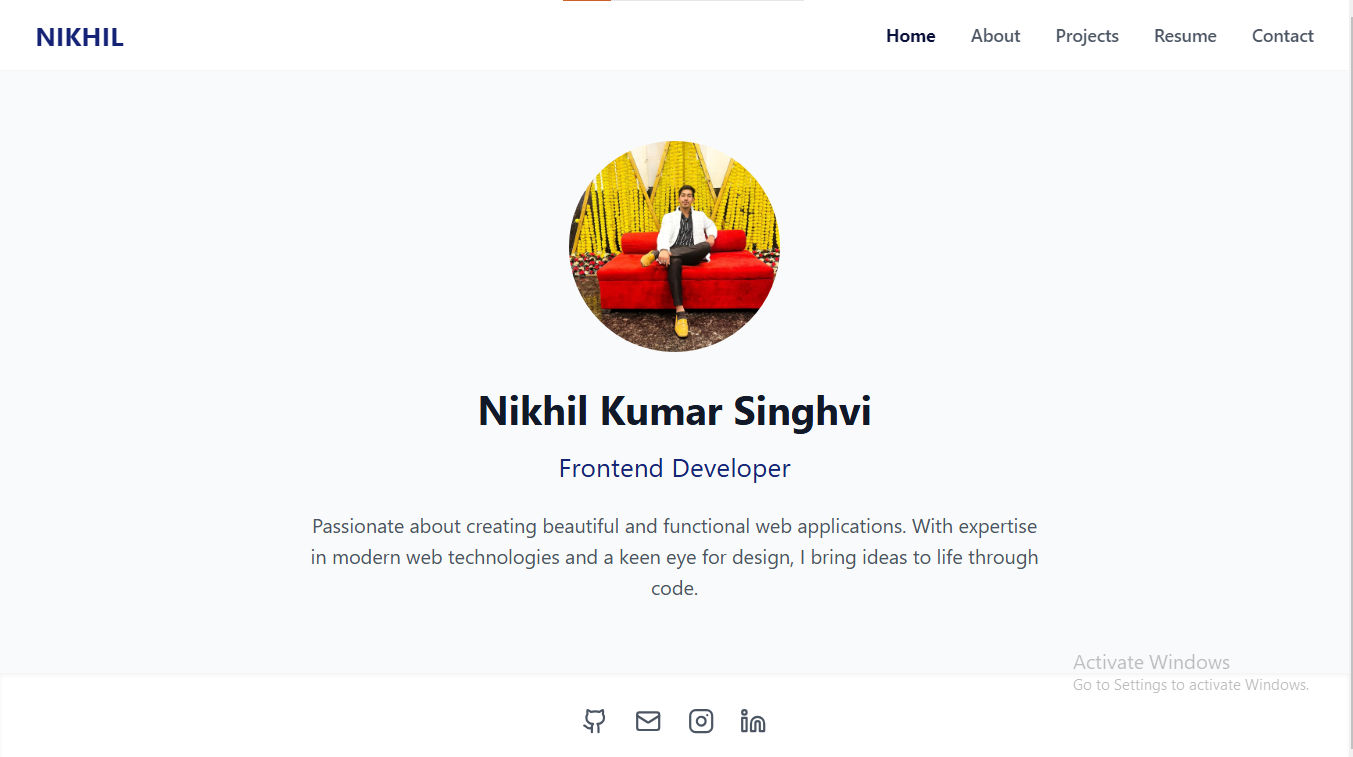 NIKHIL
Home About Projects Resume Contact
Nikhil Kumar Singhvi
Frontend Developer
Passionate about creating beautiful and functional web applications. With expertise
in modern web technologies and a keen eye for design, I bring ideas to life through
code.
Activate Windows
Go to Settings to activate Windows.